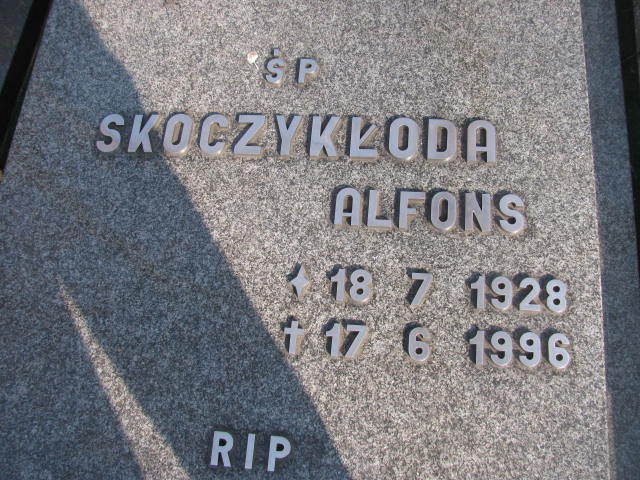 ŚP
SKOCZYKŁODA
ALFONS
18 7 1928
✝ 17 6 1996
RIP